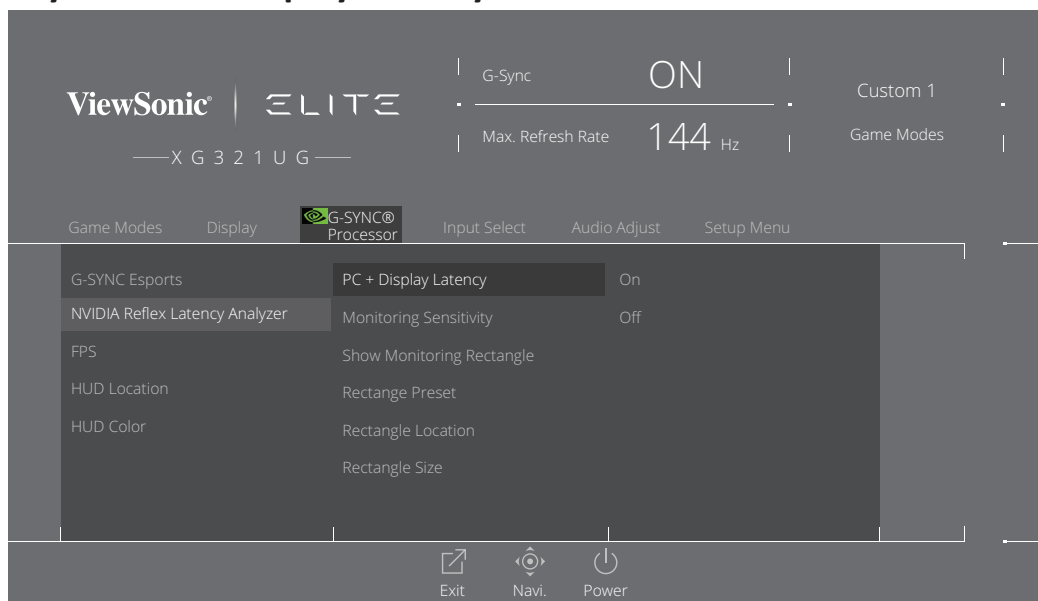 ViewSonic® ELITE
XG321UG
G-Sync ON
Max. Refresh Rate 144 Hz
Custom 1
Game Modes
Game Modes Display G-SYNC® Processor Input Select Audio Adjust Setup Menu
G-SYNC Esports
NVIDIA Reflex Latency Analyzer
FPS
HUD Location
HUD Color
PC + Display Latency
Monitoring Sensitivity
Show Monitoring Rectangle
Rectange Preset
Rectangle Location
Rectangle Size
On
Off
Exit Navi. Power